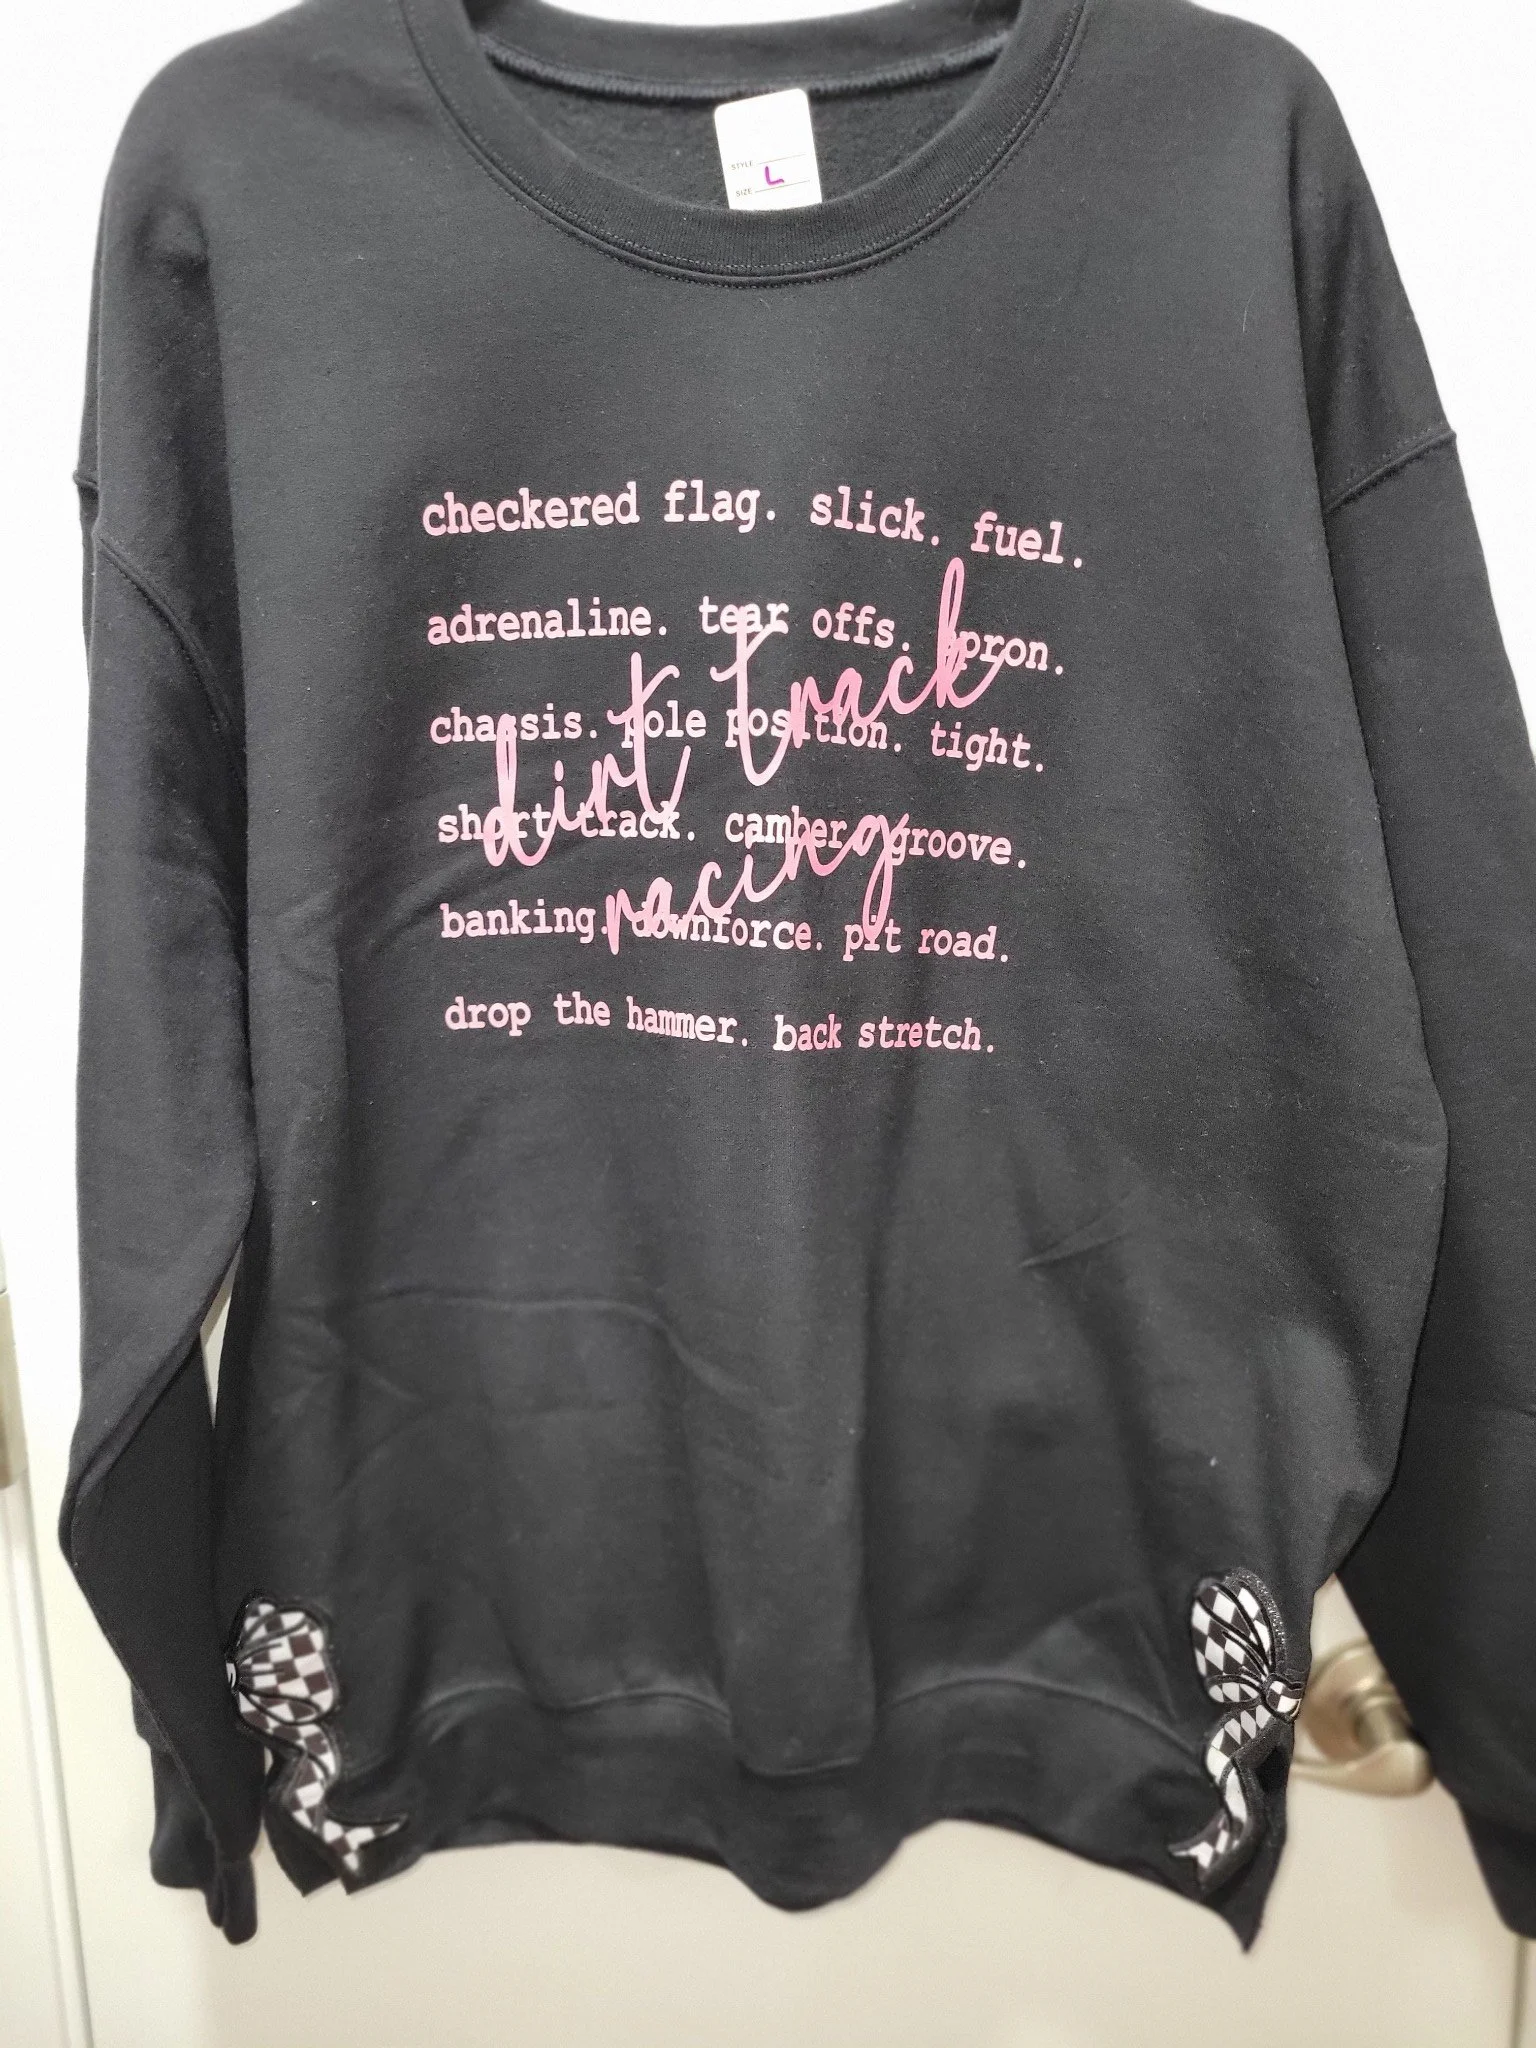 STYLE
SIZE L
checkered flag. slick. fuel.
adrenaline. tear offs. apron.
chassis. pole position. tight.
short track. camber. groove.
banking. downforce. pit road.
drop the hammer. back stretch.
dirt track
racing